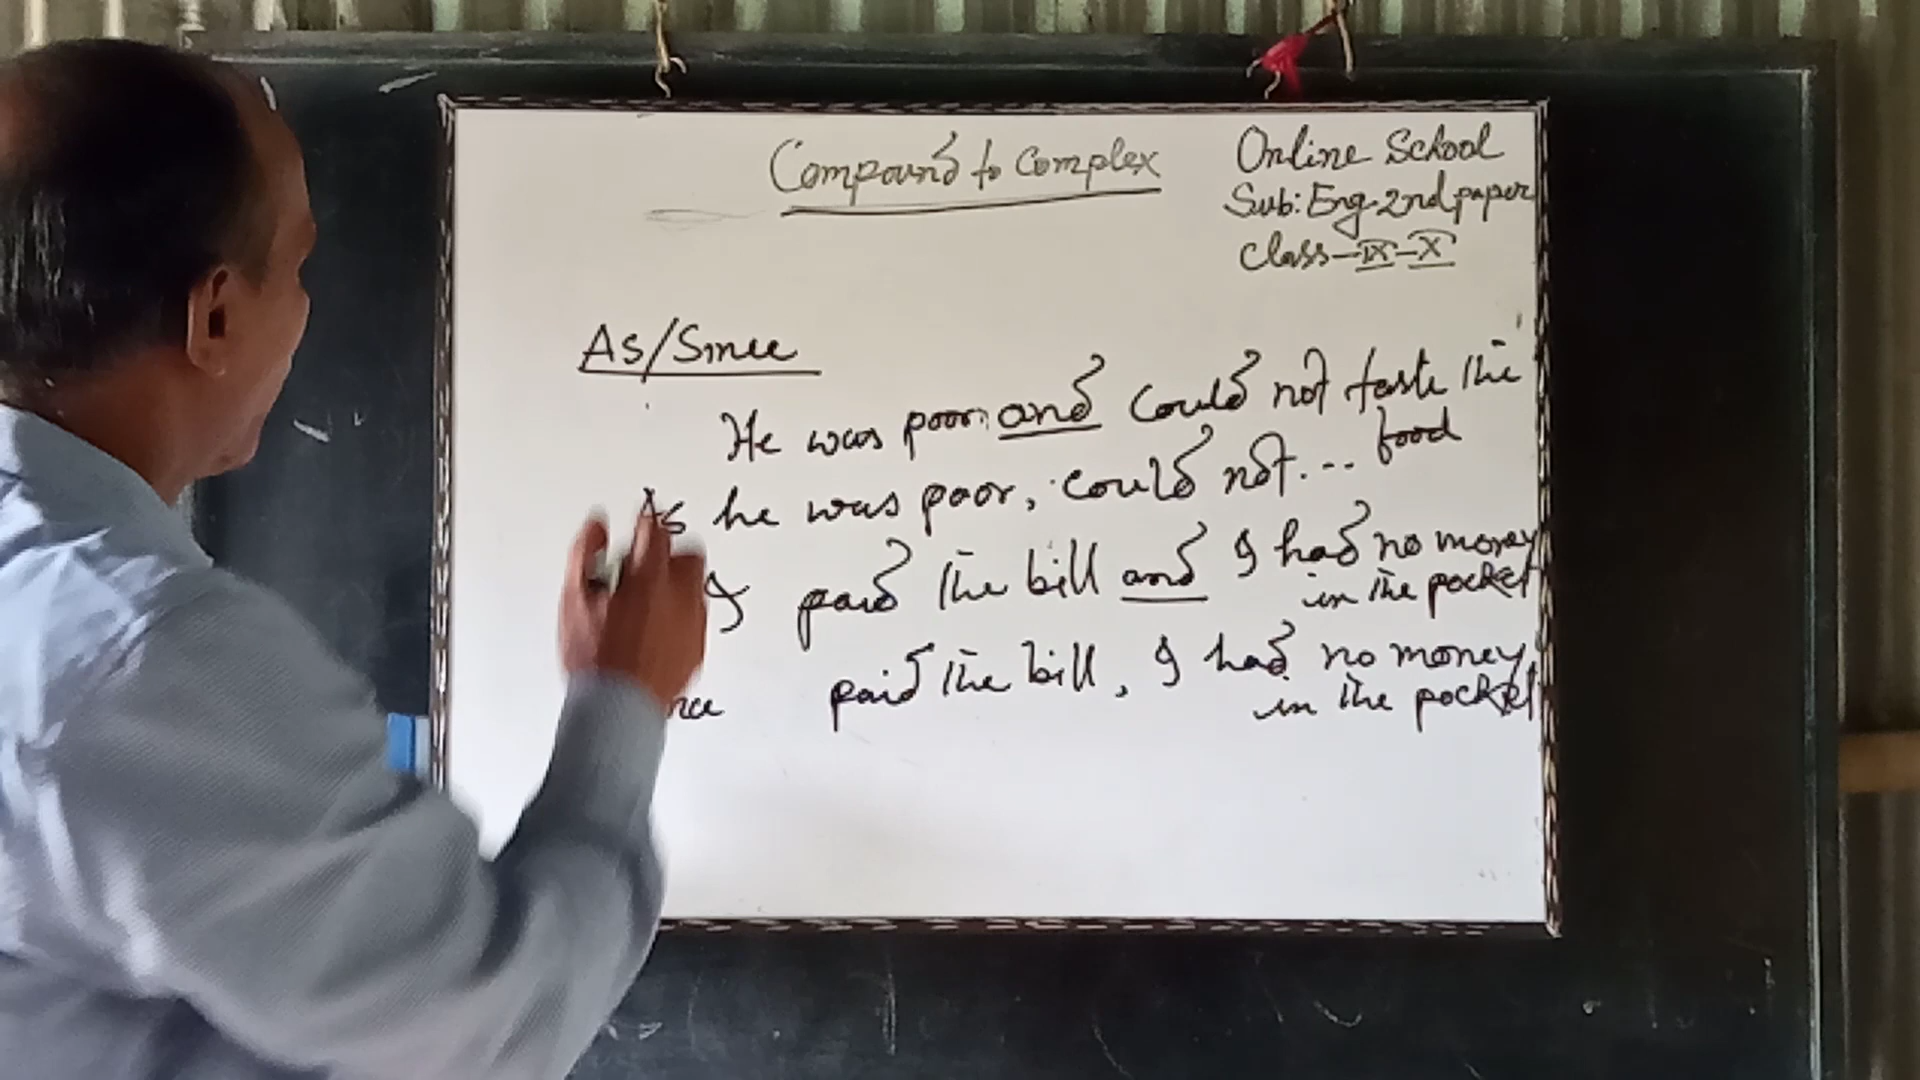 Compound to Complex
Online School
Sub: Eng-2nd paper
Class-IX-X
As/Since
He was poor and could not taste the
food
As he was poor, could not...
I paid the bill and I had no money
in the pocket
paid the bill, I had no money
in the pocket